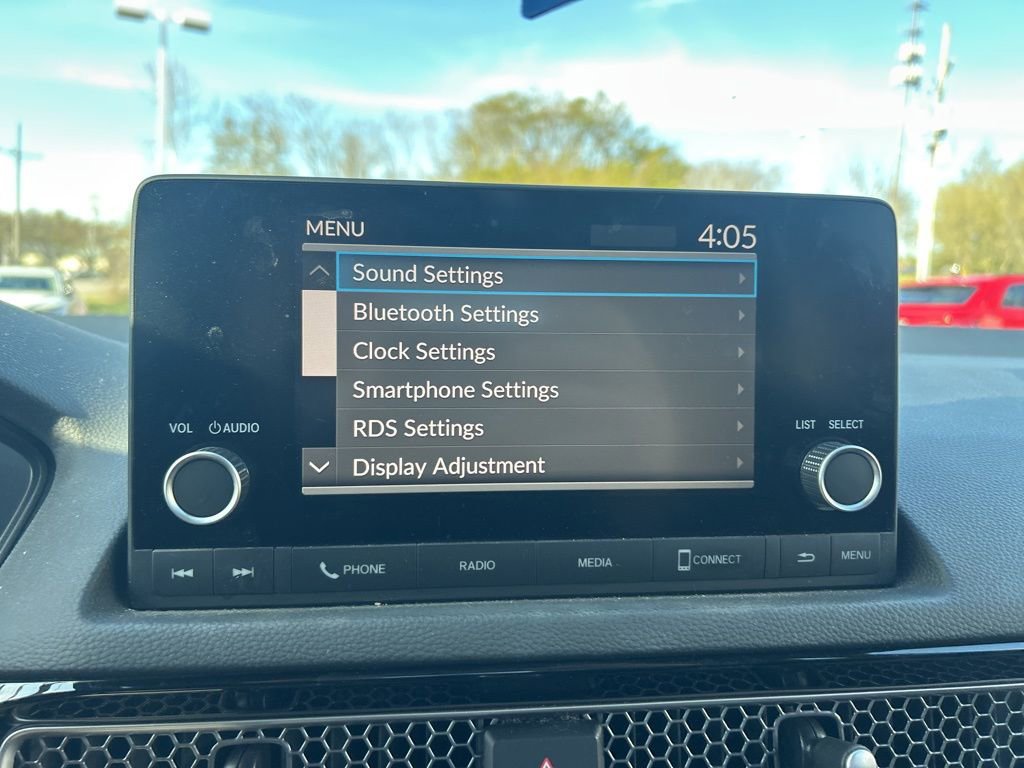 MENU 4:05
Sound Settings
Bluetooth Settings
Clock Settings
Smartphone Settings
RDS Settings
Display Adjustment
VOL AUDIO
LIST SELECT
PHONE RADIO MEDIA CONNECT MENU